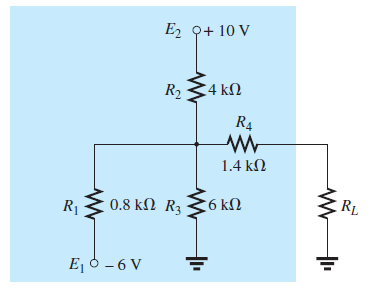 E₂ + 10 V
R₂ 4 kΩ
R₄
1.4 kΩ
R₁ 0.8 kΩ R₃ 6 kΩ R_L
E₁ – 6 V